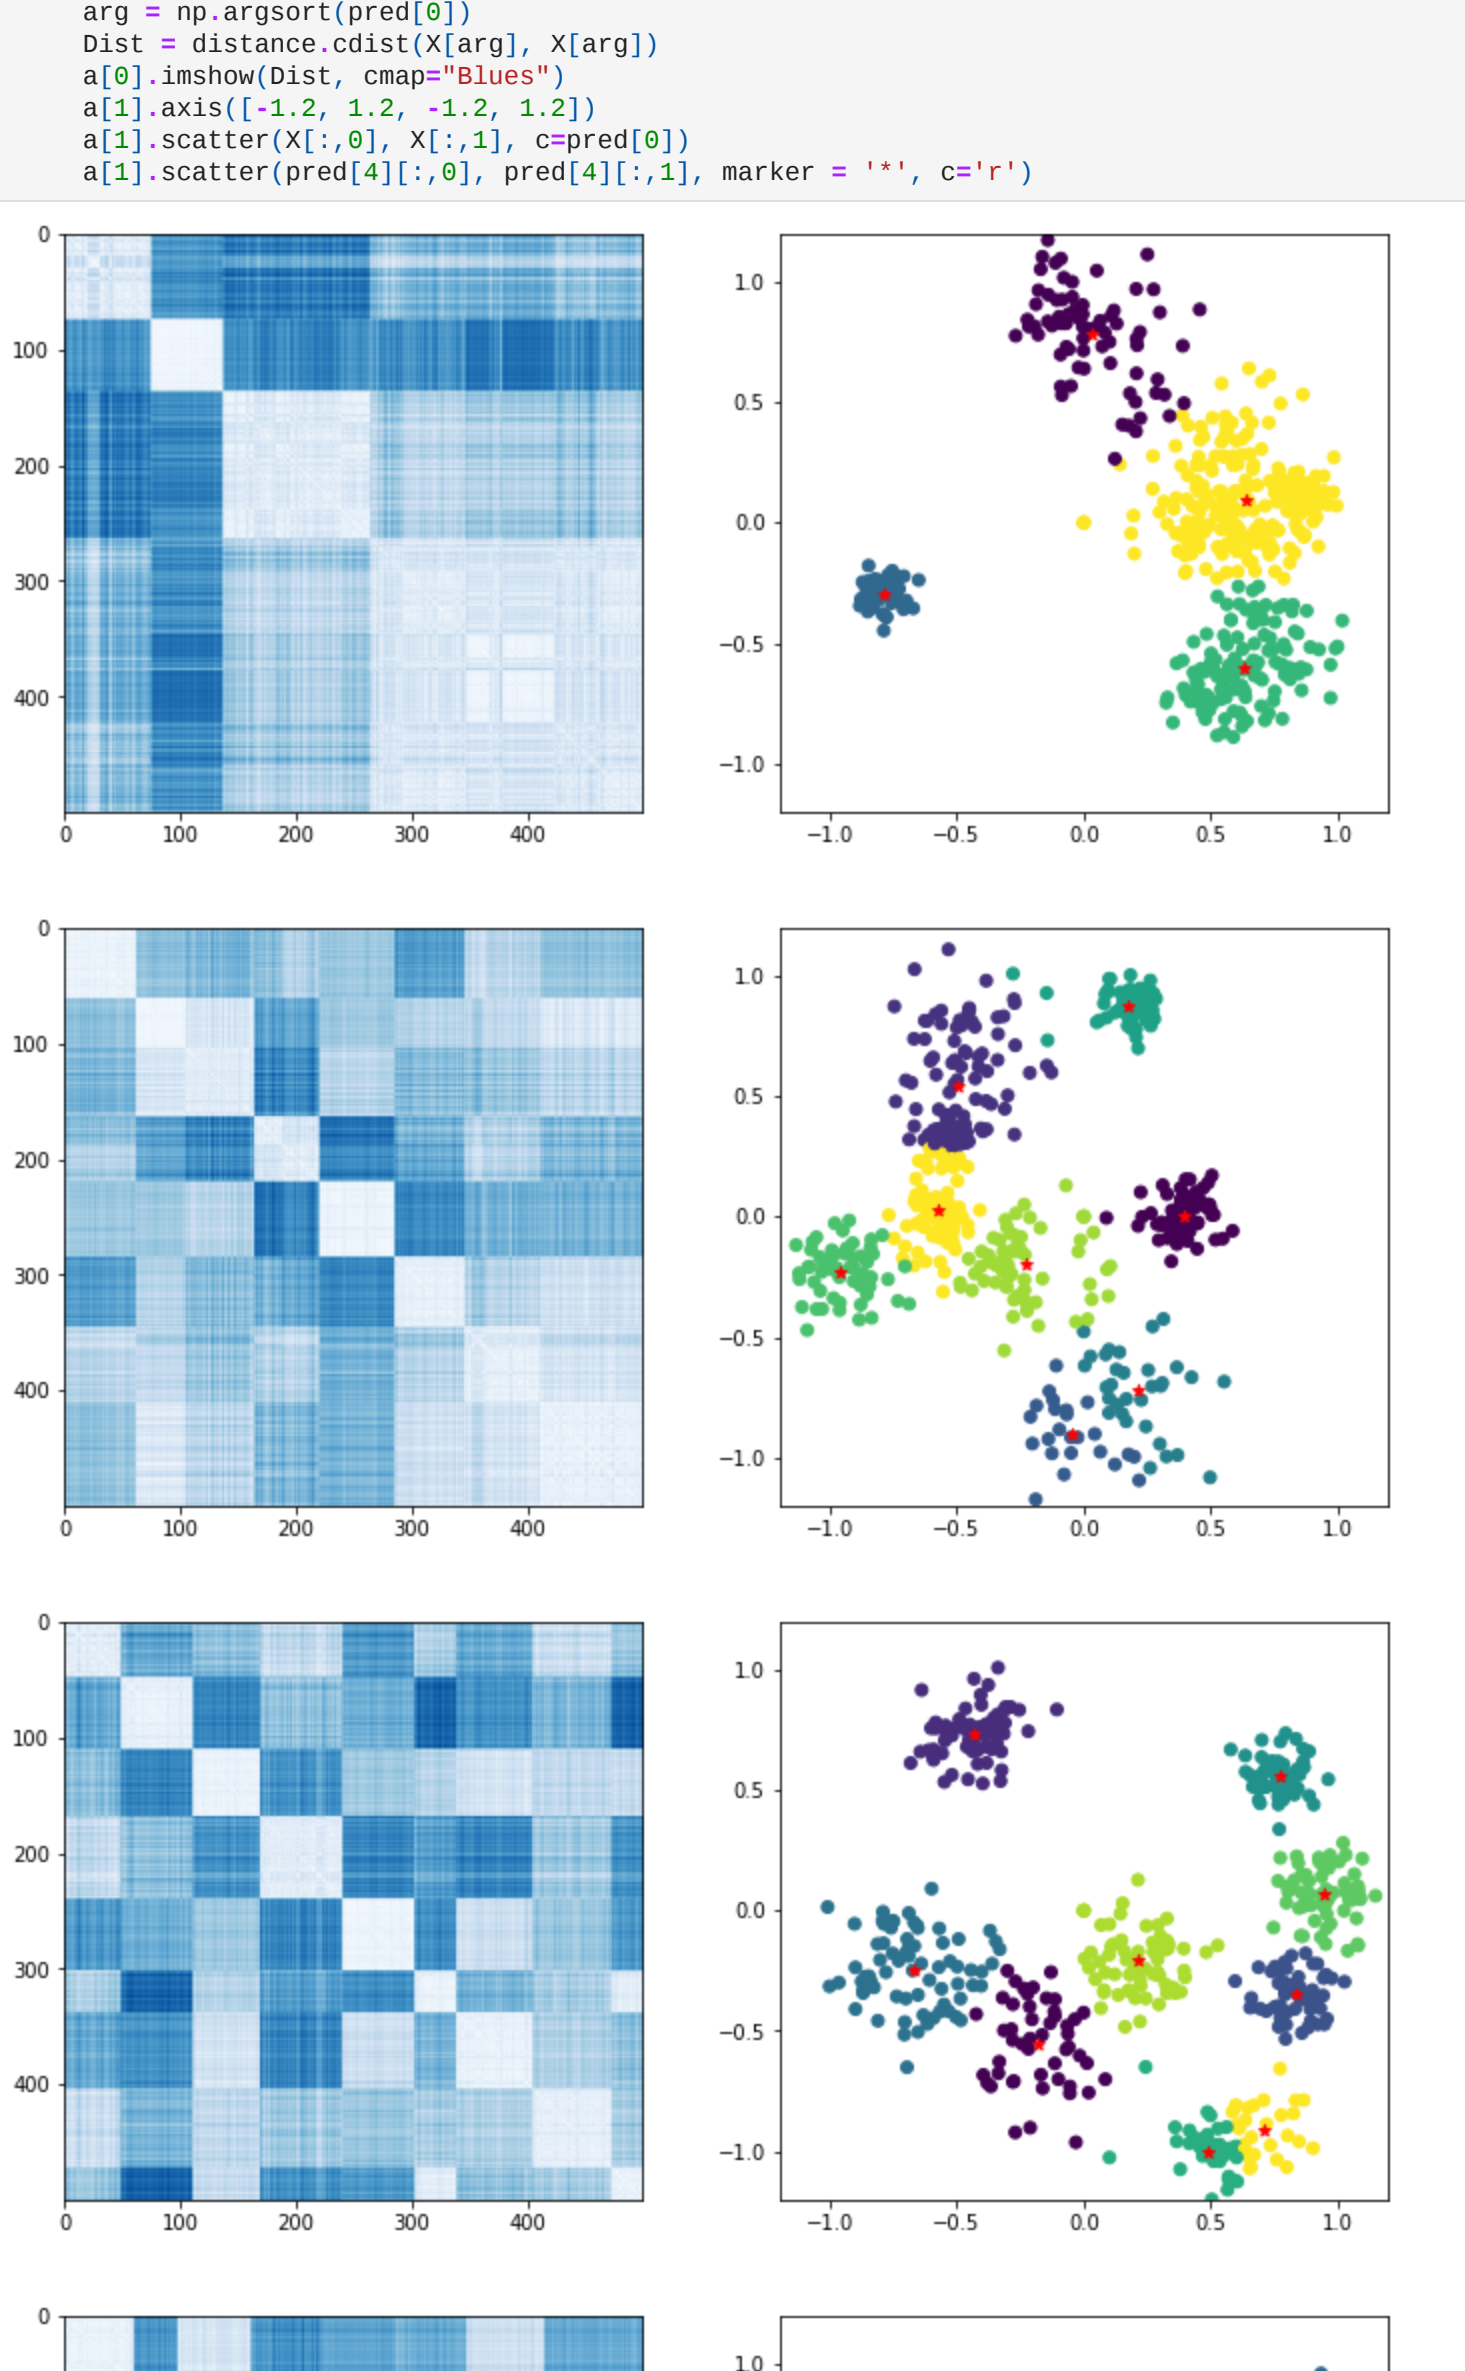 arg = np.argsort(pred[0])
Dist = distance.cdist(X[arg], X[arg])
a[0].imshow(Dist, cmap="Blues")
a[1].axis([-1.2, 1.2, -1.2, 1.2])
a[1].scatter(X[:,0], X[:,1], c=pred[0])
a[1].scatter(pred[4][:,0], pred[4][:,1], marker = '*', c='r')
0
100
200
300
400
0 100 200 300 400
1.0
0.5
0.0
−0.5
−1.0
−1.0 −0.5 0.0 0.5 1.0
0
100
200
300
400
0 100 200 300 400
1.0
0.5
0.0
−0.5
−1.0
−1.0 −0.5 0.0 0.5 1.0
0
100
200
300
400
0 100 200 300 400
1.0
0.5
0.0
−0.5
−1.0
−1.0 −0.5 0.0 0.5 1.0
0
1.0